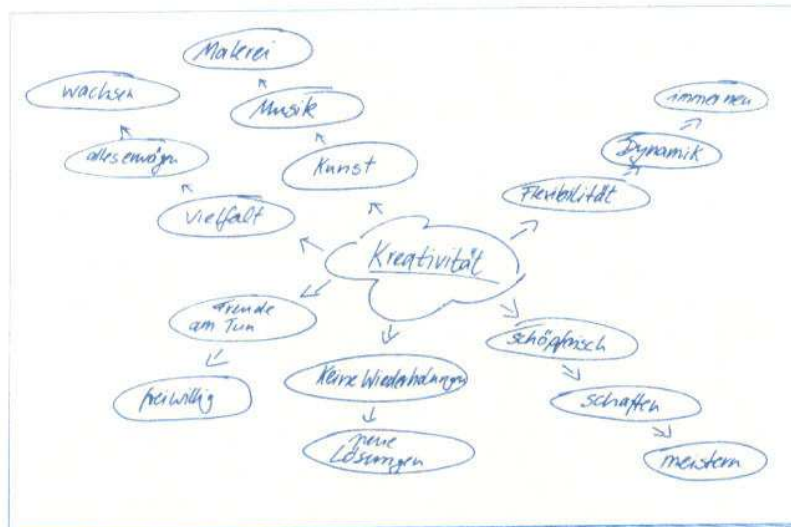 Malerei
wachsen
Musik
alles erwägen
Kunst
Vielfalt
immer neu
Dynamik
Flexibilität
Kreativität
Freude
am Tun
freiwillig
Keine Wiederholungen
neue
Lösungen
schöpfrisch
schaffen
meistern